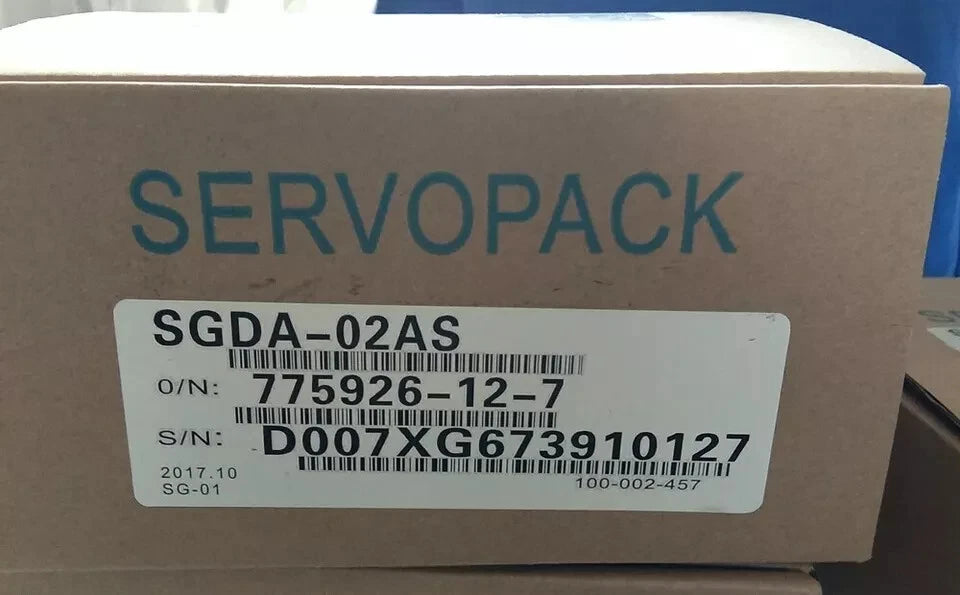 SERVOPACK
SGDA-02AS
O/N: 775926-12-7
S/N: D007XG673910127
2017.10
SG-01
100-002-457